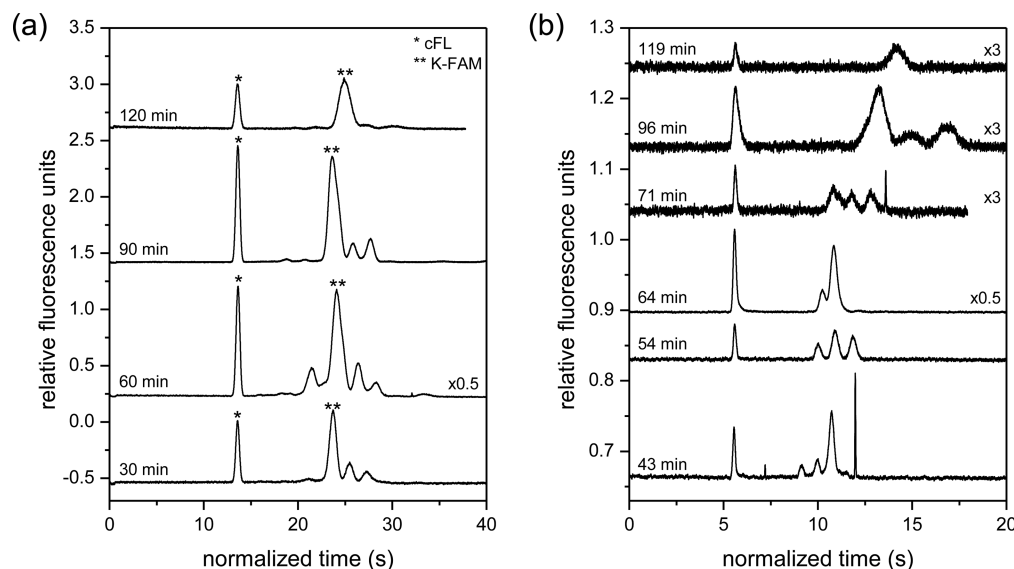 (a)
3.5
3.0
2.5
2.0
1.5
1.0
0.5
0.0
-0.5
relative fluorescence units
* cFL
** K-FAM
120 min
*
**
90 min
*
**
60 min
*
**
x0.5
30 min
*
**
0
10
20
30
40
normalized time (s)
(b)
1.3
1.2
1.1
1.0
0.9
0.8
0.7
relative fluorescence units
119 min
x3
96 min
x3
71 min
x3
64 min
x0.5
54 min
43 min
0
5
10
15
20
normalized time (s)